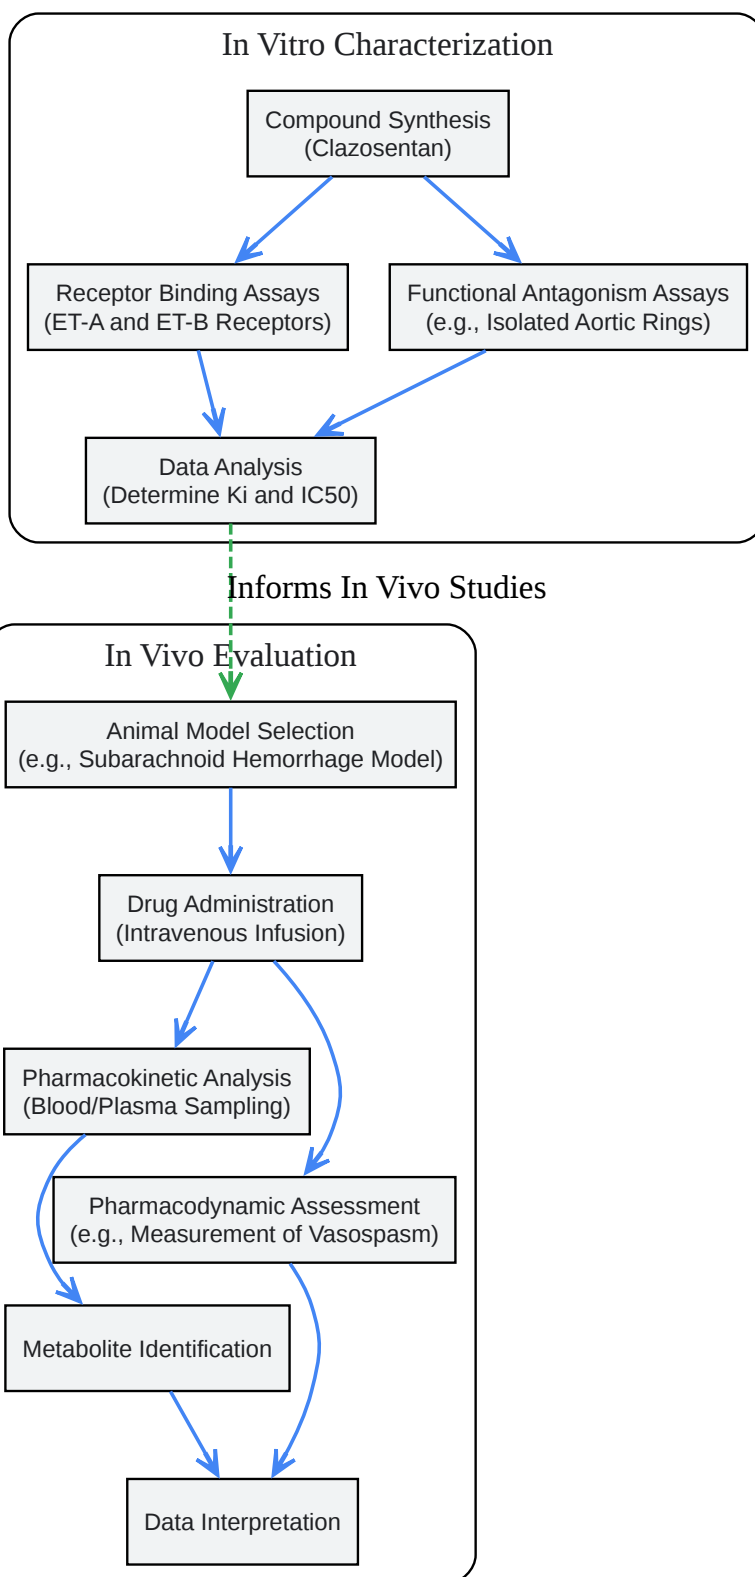 In Vitro Characterization
Compound Synthesis
(Clazosentan)
Receptor Binding Assays
(ET-A and ET-B Receptors)
Functional Antagonism Assays
(e.g., Isolated Aortic Rings)
Data Analysis
(Determine Ki and IC50)
Informs In Vivo Studies
In Vivo Evaluation
Animal Model Selection
(e.g., Subarachnoid Hemorrhage Model)
Drug Administration
(Intravenous Infusion)
Pharmacokinetic Analysis
(Blood/Plasma Sampling)
Pharmacodynamic Assessment
(e.g., Measurement of Vasospasm)
Metabolite Identification
Data Interpretation